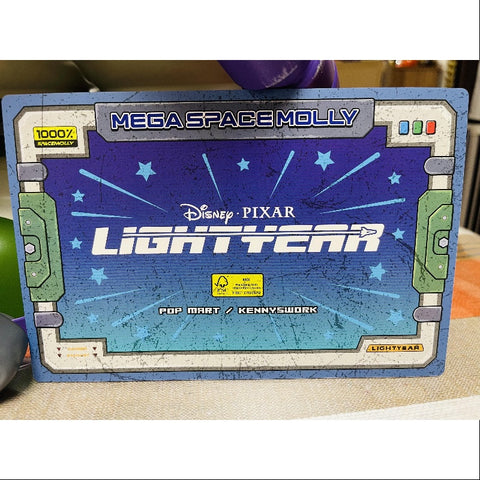 MEGA SPACE MOLLY
1000%
SPACEMOLLY
Disney · PIXAR
LIGHTYEAR
POP MART / KENNYSWORK
LIGHTYEAR